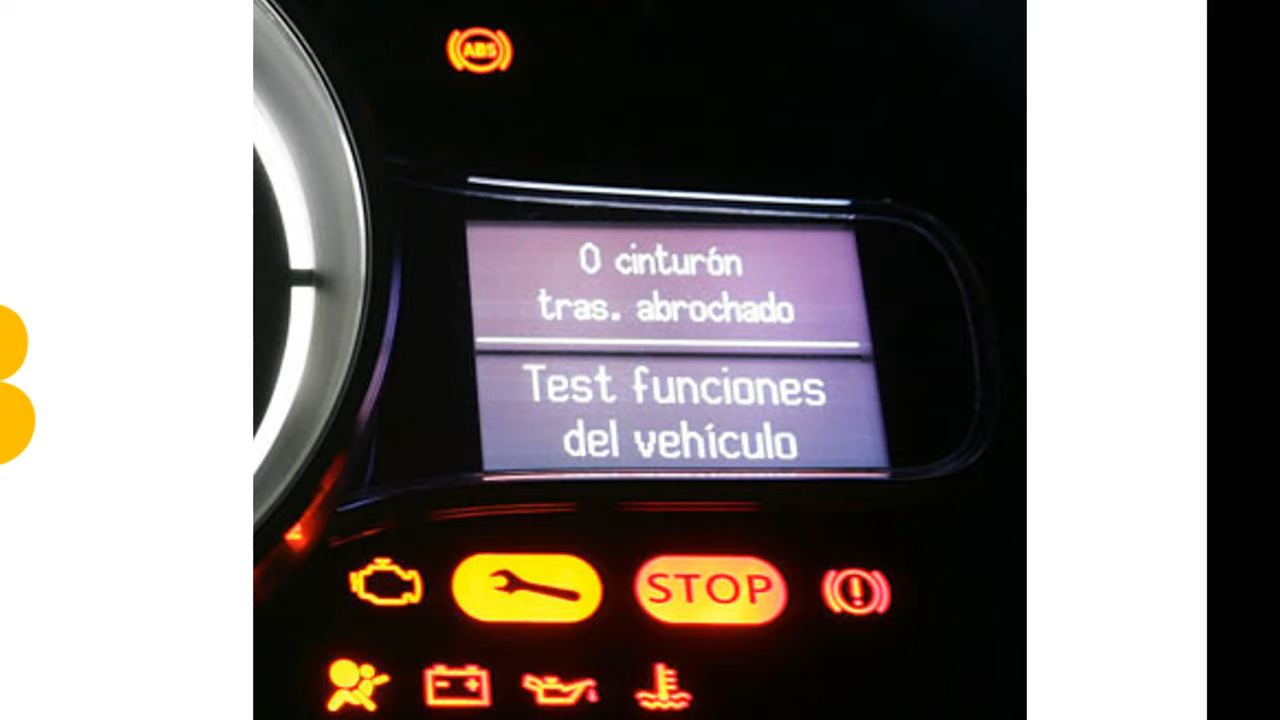 ABS
0 cinturón
tras. abrochado
Test funciones
del vehículo
STOP